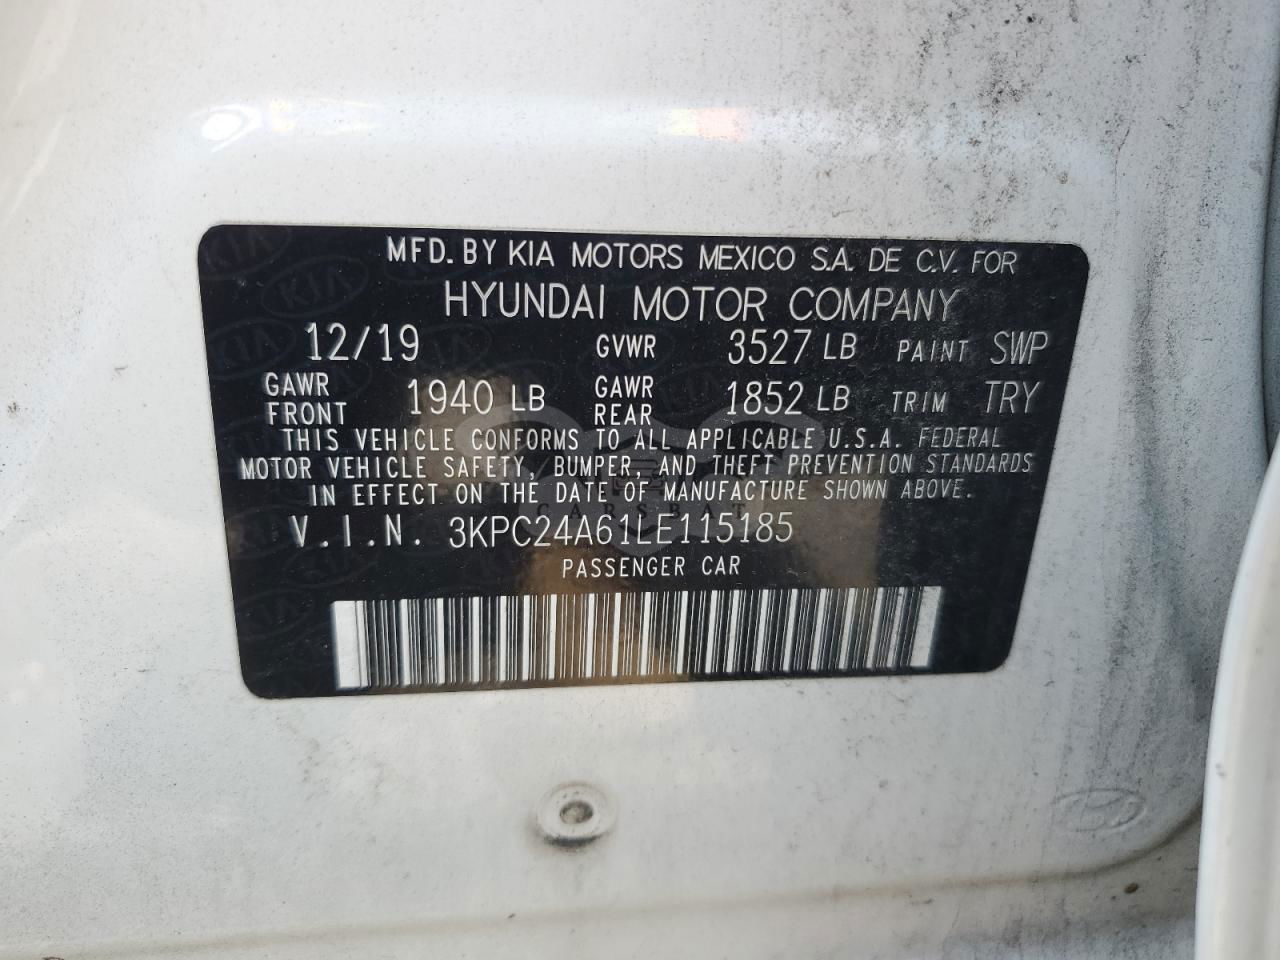 MFD. BY KIA MOTORS MEXICO S.A. DE C.V. FOR
HYUNDAI MOTOR COMPANY
12/19 GVWR 3527 LB PAINT SWP
GAWR FRONT 1940 LB GAWR REAR 1852 LB TRIM TRY
THIS VEHICLE CONFORMS TO ALL APPLICABLE U.S.A. FEDERAL
MOTOR VEHICLE SAFETY, BUMPER, AND THEFT PREVENTION STANDARDS
IN EFFECT ON THE DATE OF MANUFACTURE SHOWN ABOVE.
CARSBAT
V.I.N. 3KPC24A61LE115185
PASSENGER CAR